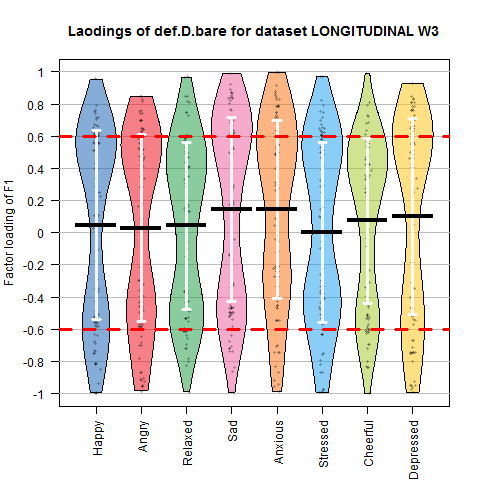 Laodings of def.D.bare for dataset LONGITUDINAL W3
Factor loading of F1
1
0.8
0.6
0.4
0.2
0
-0.2
-0.4
-0.6
-0.8
-1
Happy
Angry
Relaxed
Sad
Anxious
Stressed
Cheerful
Depressed